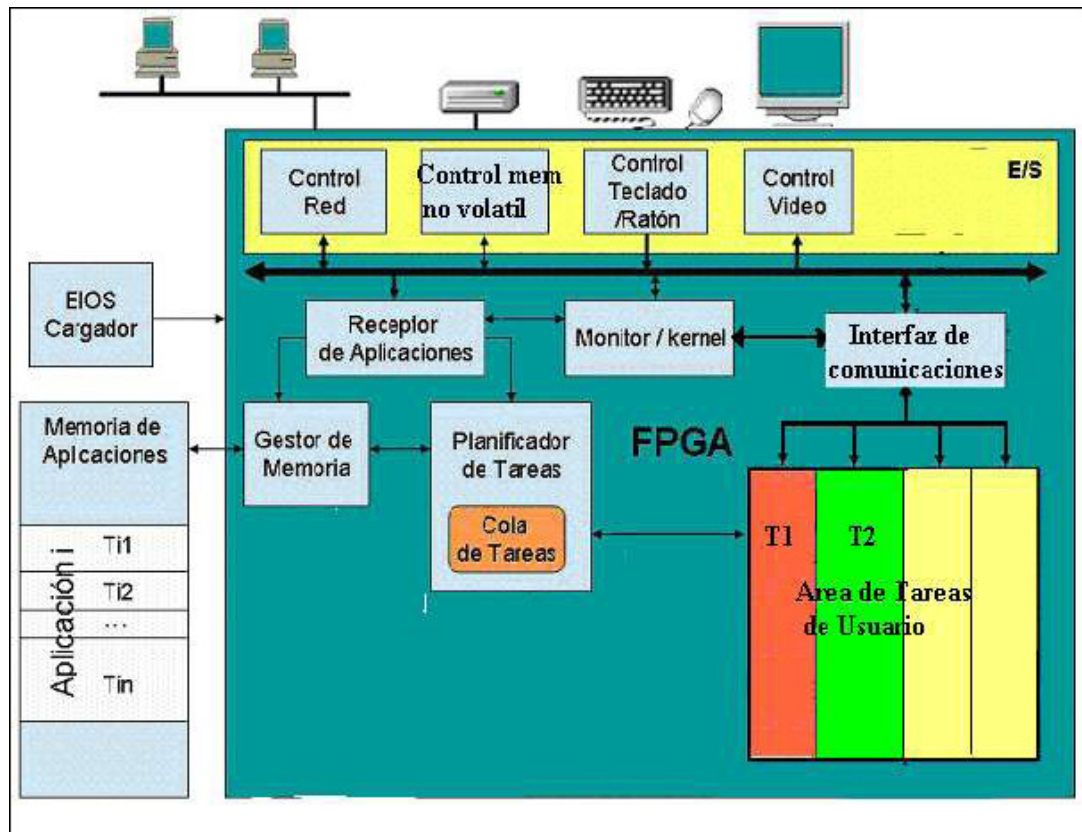 E/S
Control
Red
Control mem
no volatil
Control
Teclado
/Ratón
Control
Video
EIOS
Cargador
Receptor
de Aplicaciones
Monitor / kernel
Interfaz de
comunicaciones
Memoria de
Aplicaciones
Gestor de
Memoria
Planificador
de Tareas
Cola
de Tareas
FPGA
T1
T2
Area de Tareas
de Usuario
Aplicación i
Ti1
Ti2
...
Tin